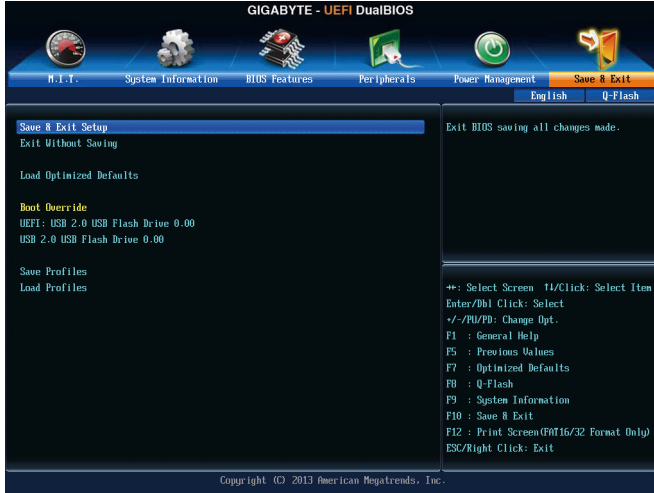 GIGABYTE - UEFI DualBIOS
M.I.T. System Information BIOS Features Peripherals Power Management Save & Exit
English Q-Flash
Save & Exit Setup
Exit Without Saving
Load Optimized Defaults
Boot Override
UEFI: USB 2.0 USB Flash Drive 0.00
USB 2.0 USB Flash Drive 0.00
Save Profiles
Load Profiles
Exit BIOS saving all changes made.
→←: Select Screen ↑↓/Click: Select Item
Enter/Dbl Click: Select
+/-/PU/PD: Change Opt.
F1 : General Help
F5 : Previous Values
F7 : Optimized Defaults
F8 : Q-Flash
F9 : System Information
F10 : Save & Exit
F12 : Print Screen(FAT16/32 Format Only)
ESC/Right Click: Exit
Copyright (C) 2013 American Megatrends, Inc.